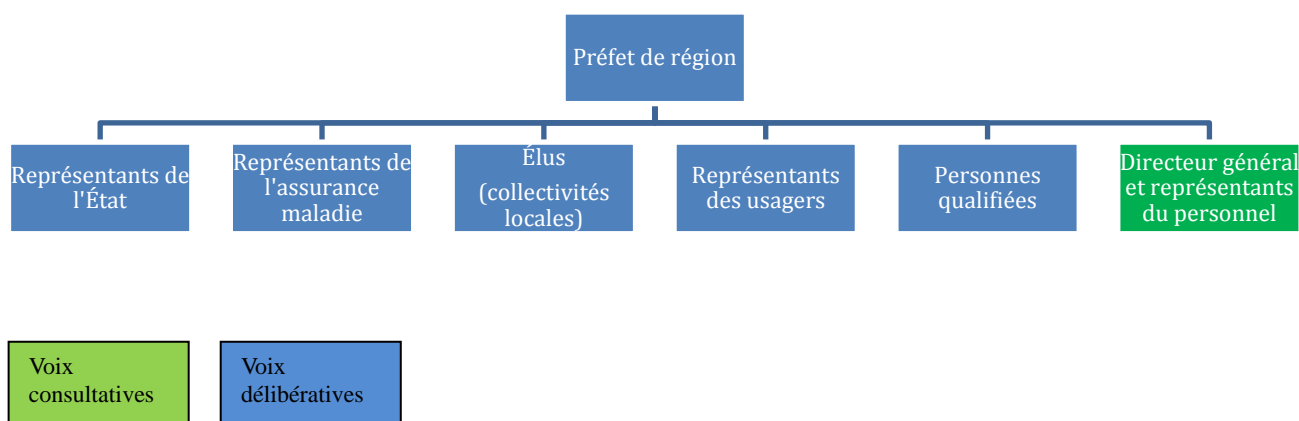 Préfet de région
Représentants de
l'État
Représentants de
l'assurance
maladie
Élus
(collectivités
locales)
Représentants
des usagers
Personnes
qualifiées
Directeur général
et représentants
du personnel
Voix
consultatives
Voix
délibératives